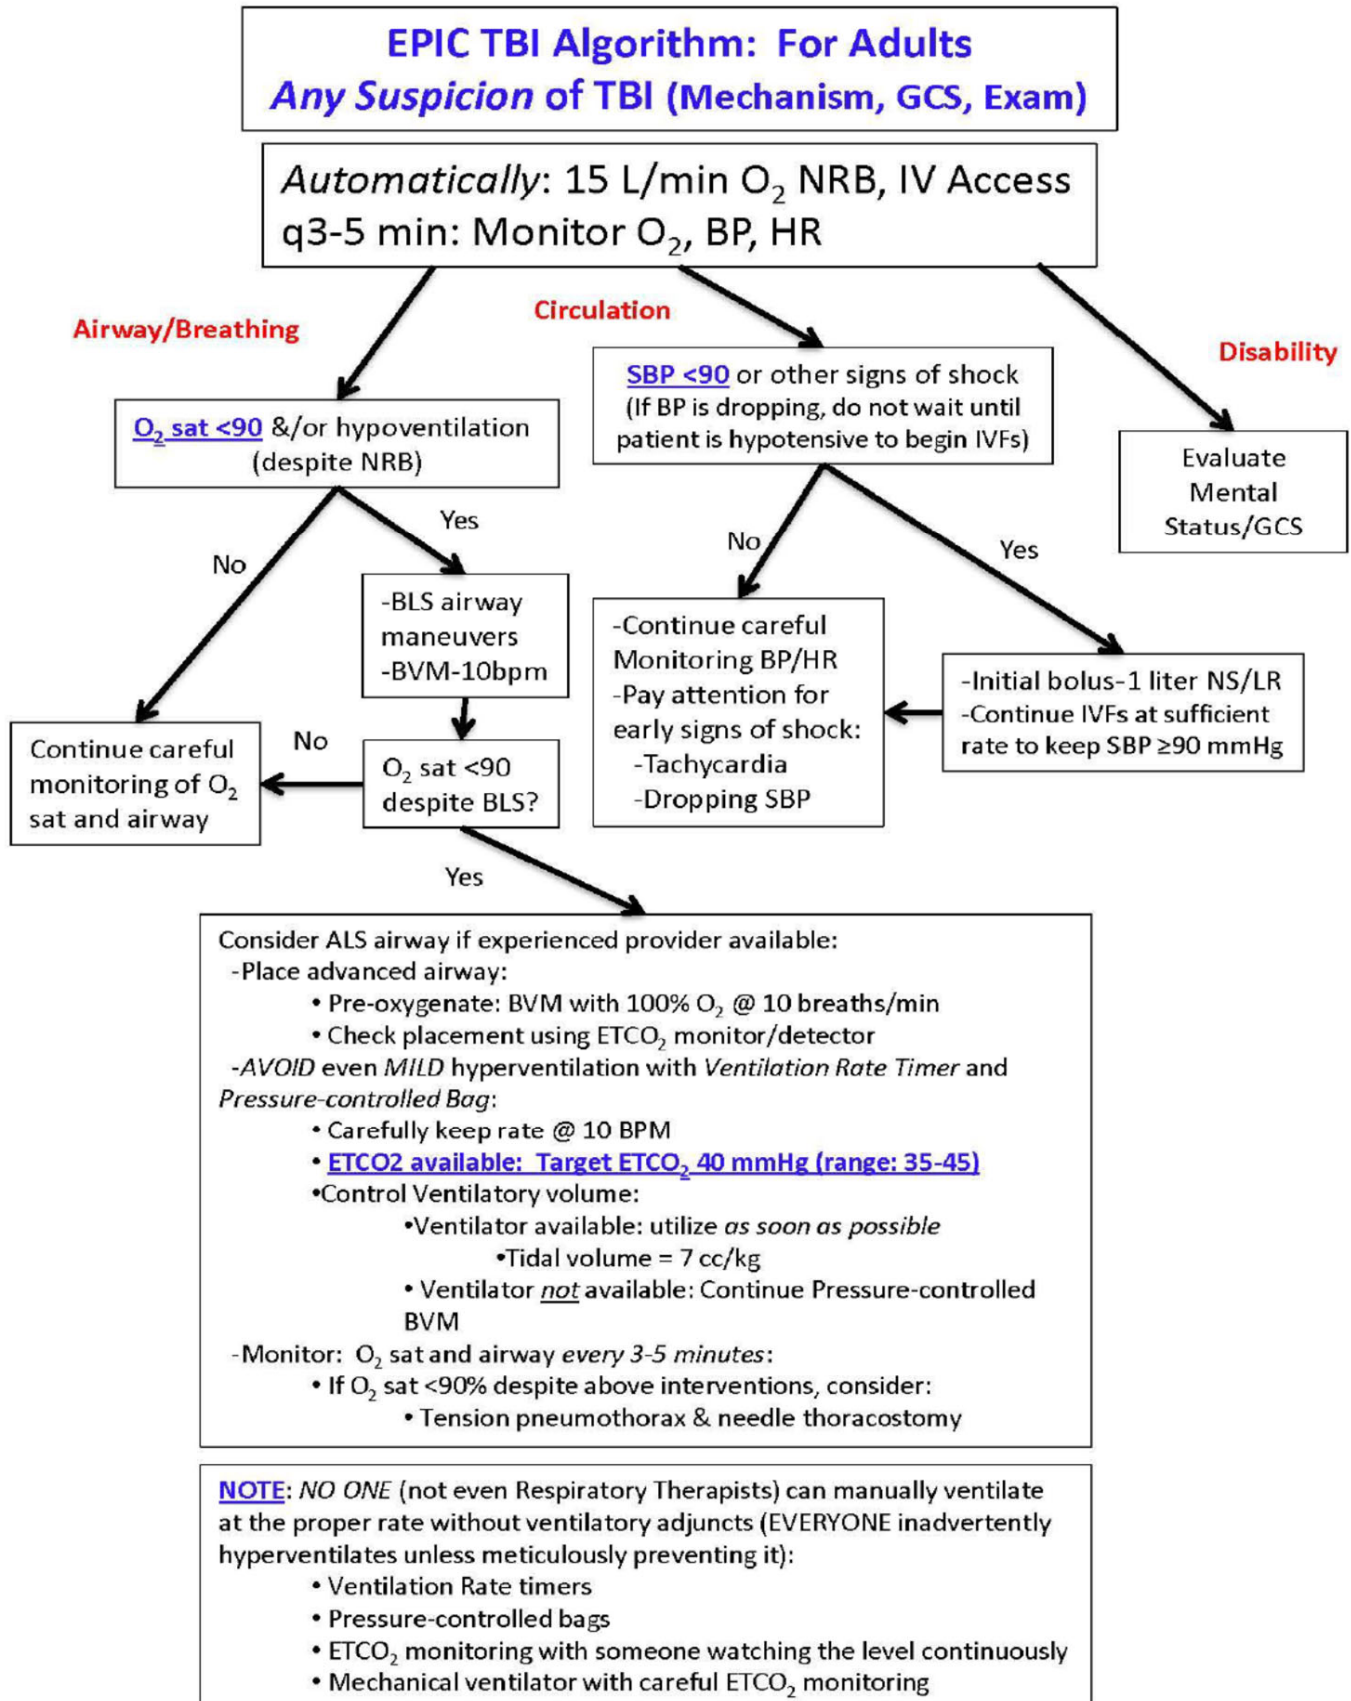 EPIC TBI Algorithm: For Adults
Any Suspicion of TBI (Mechanism, GCS, Exam)
Automatically: 15 L/min O₂ NRB, IV Access
q3-5 min: Monitor O₂, BP, HR
Airway/Breathing
Circulation
Disability
O₂ sat <90 &/or hypoventilation
(despite NRB)
SBP <90 or other signs of shock
(If BP is dropping, do not wait until
patient is hypotensive to begin IVFs)
Evaluate
Mental
Status/GCS
No
Yes
No
Yes
-BLS airway
maneuvers
-BVM-10bpm
-Continue careful
Monitoring BP/HR
-Pay attention for
early signs of shock:
-Tachycardia
-Dropping SBP
-Initial bolus-1 liter NS/LR
-Continue IVFs at sufficient
rate to keep SBP ≥90 mmHg
Continue careful
monitoring of O₂
sat and airway
No
O₂ sat <90
despite BLS?
Yes
Consider ALS airway if experienced provider available:
-Place advanced airway:
• Pre-oxygenate: BVM with 100% O₂ @ 10 breaths/min
• Check placement using ETCO₂ monitor/detector
-AVOID even MILD hyperventilation with Ventilation Rate Timer and
Pressure-controlled Bag:
• Carefully keep rate @ 10 BPM
• ETCO2 available: Target ETCO₂ 40 mmHg (range: 35-45)
•Control Ventilatory volume:
•Ventilator available: utilize as soon as possible
•Tidal volume = 7 cc/kg
• Ventilator not available: Continue Pressure-controlled
BVM
-Monitor: O₂ sat and airway every 3-5 minutes:
• If O₂ sat <90% despite above interventions, consider:
• Tension pneumothorax & needle thoracostomy
NOTE: NO ONE (not even Respiratory Therapists) can manually ventilate
at the proper rate without ventilatory adjuncts (EVERYONE inadvertently
hyperventilates unless meticulously preventing it):
• Ventilation Rate timers
• Pressure-controlled bags
• ETCO₂ monitoring with someone watching the level continuously
• Mechanical ventilator with careful ETCO₂ monitoring